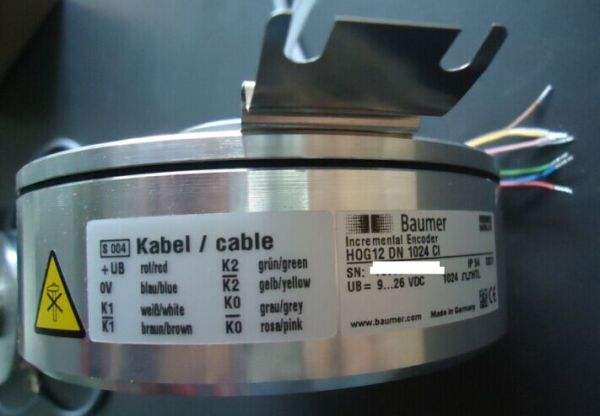 S 004 Kabel / cable
+UB rot/red K2 grün/green
0V blau/blue K2 gelb/yellow
K1 weiß/white K0 grau/grey
K1 braun/brown K0 rosa/pink
Baumer
Incremental Encoder
HOG12 DN 1024 CI
SN: IP 54
UB= 9...26 VDC 1024 HTL
www.baumer.com Made in Germany CE